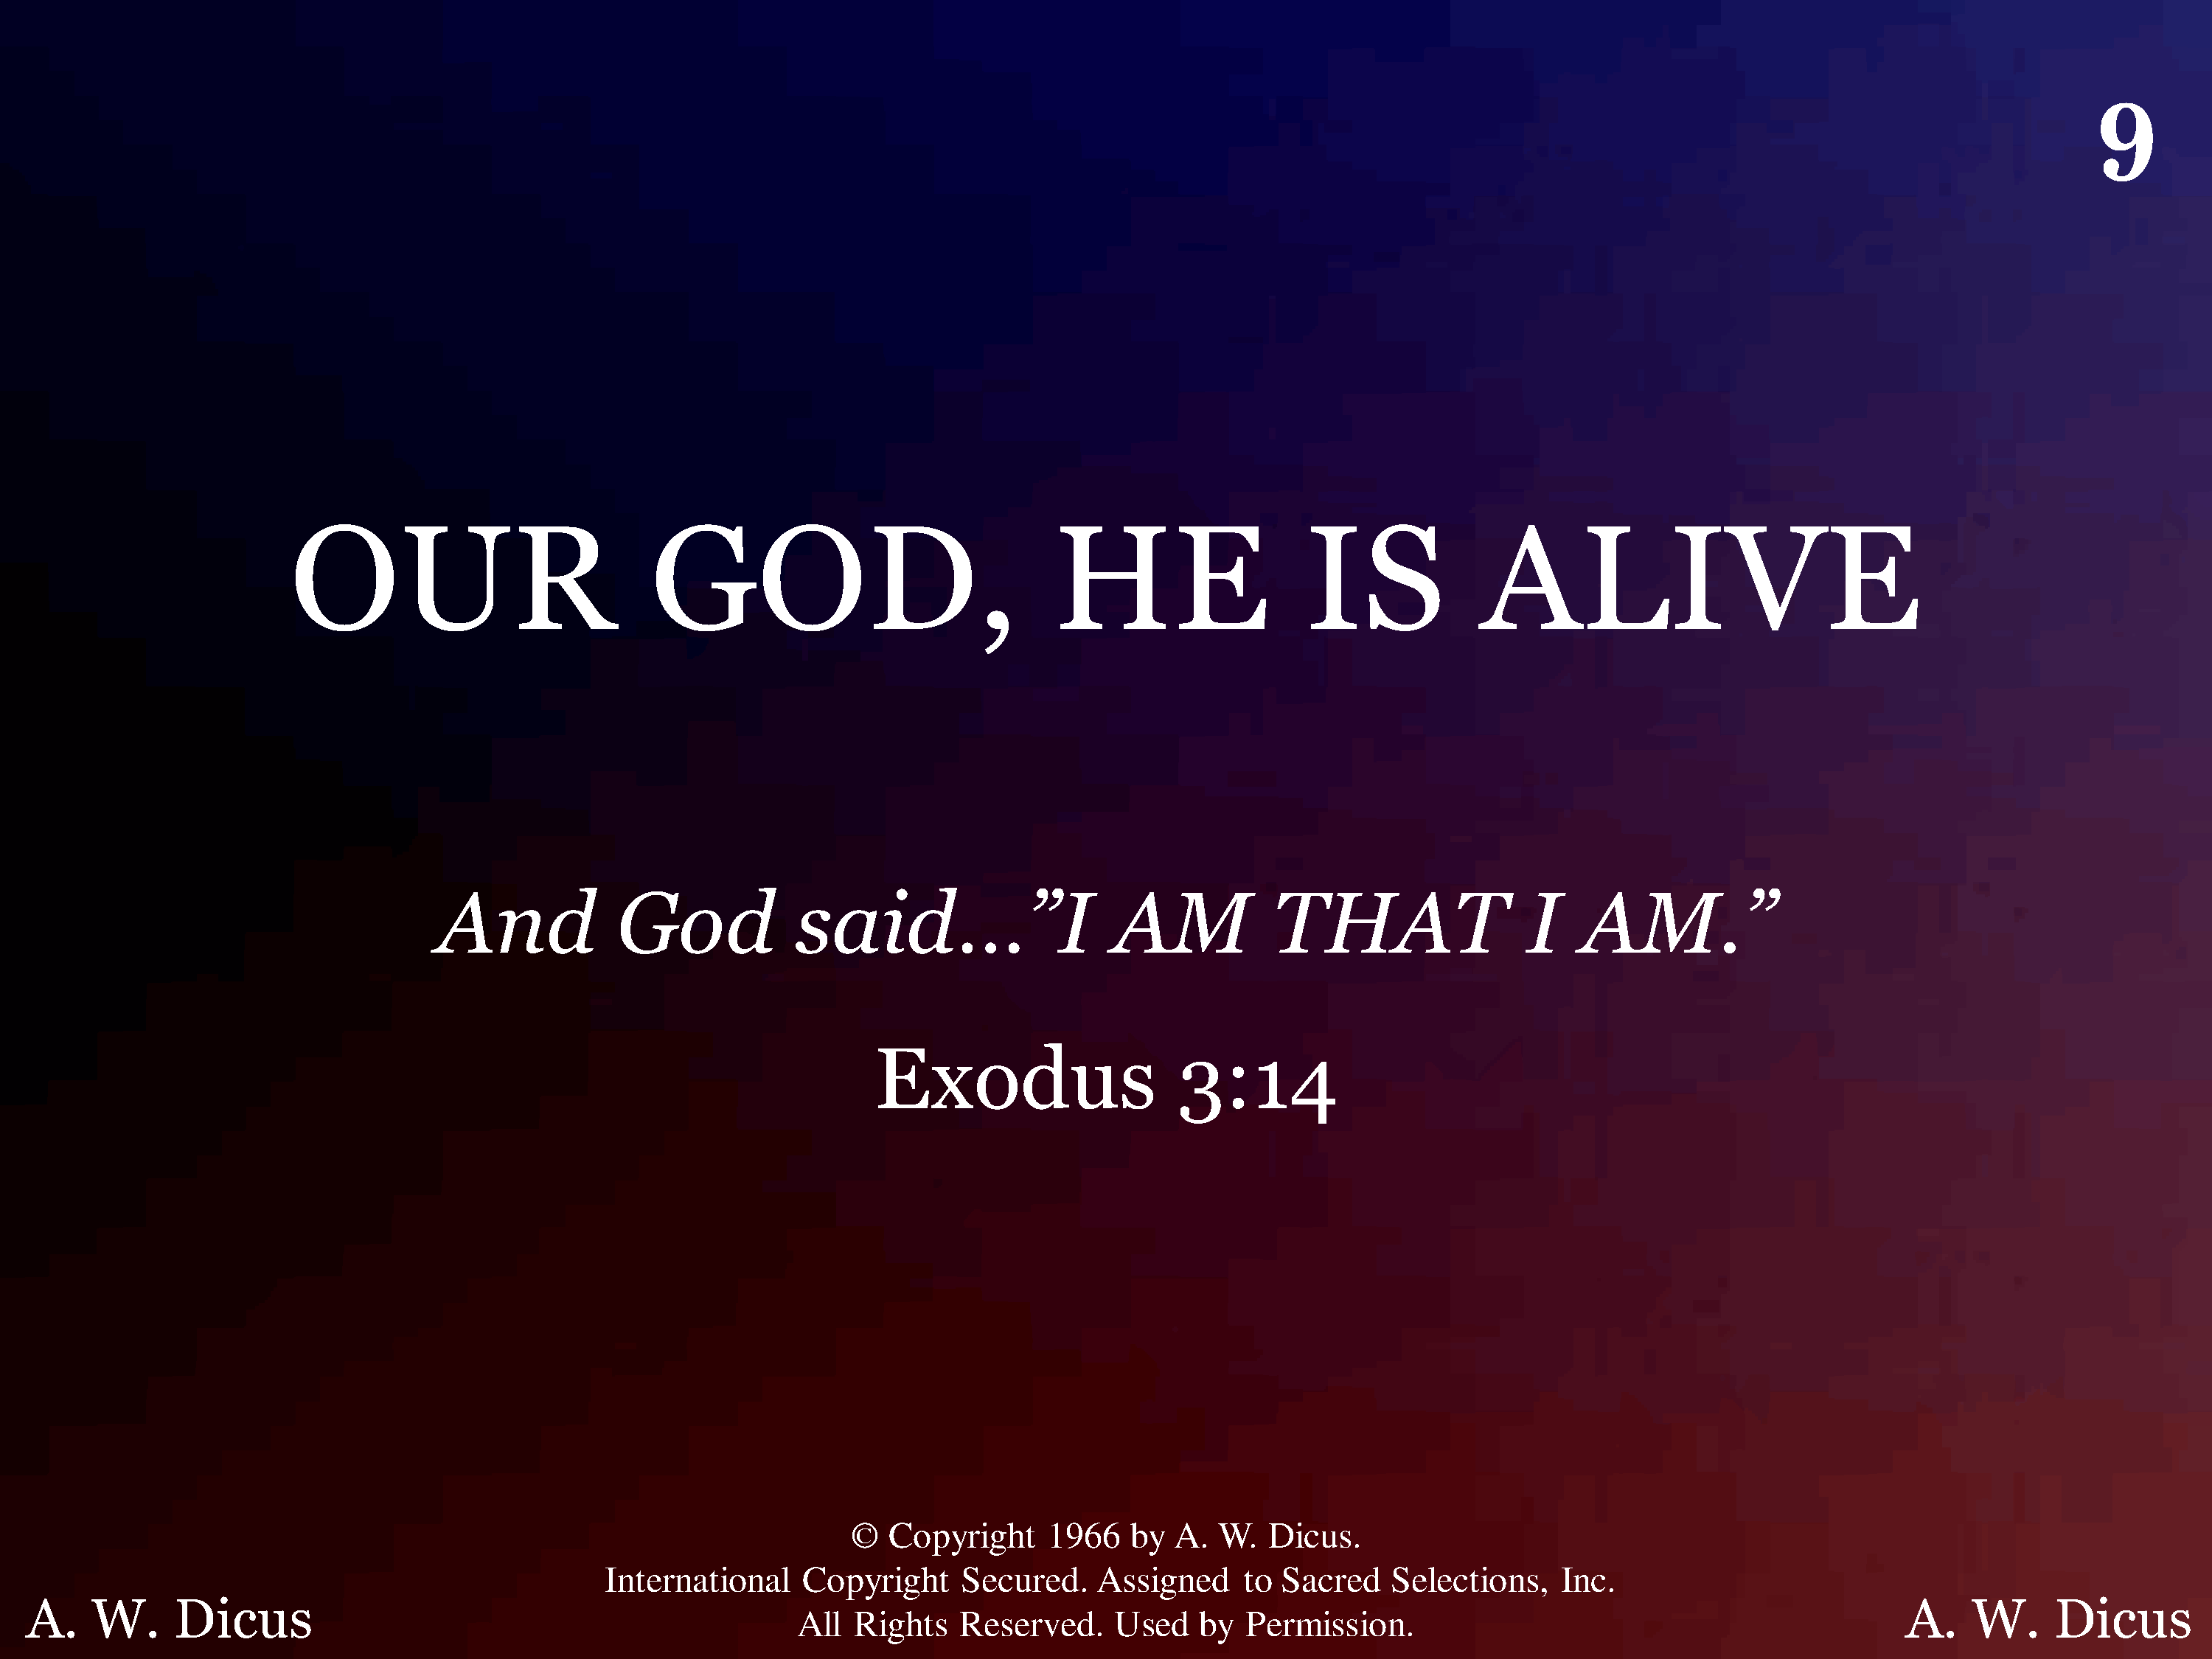 9
OUR GOD, HE IS ALIVE
And God said…”I AM THAT I AM.”
Exodus 3:14
© Copyright 1966 by A. W. Dicus.
International Copyright Secured. Assigned to Sacred Selections, Inc.
All Rights Reserved. Used by Permission.
A. W. Dicus
A. W. Dicus